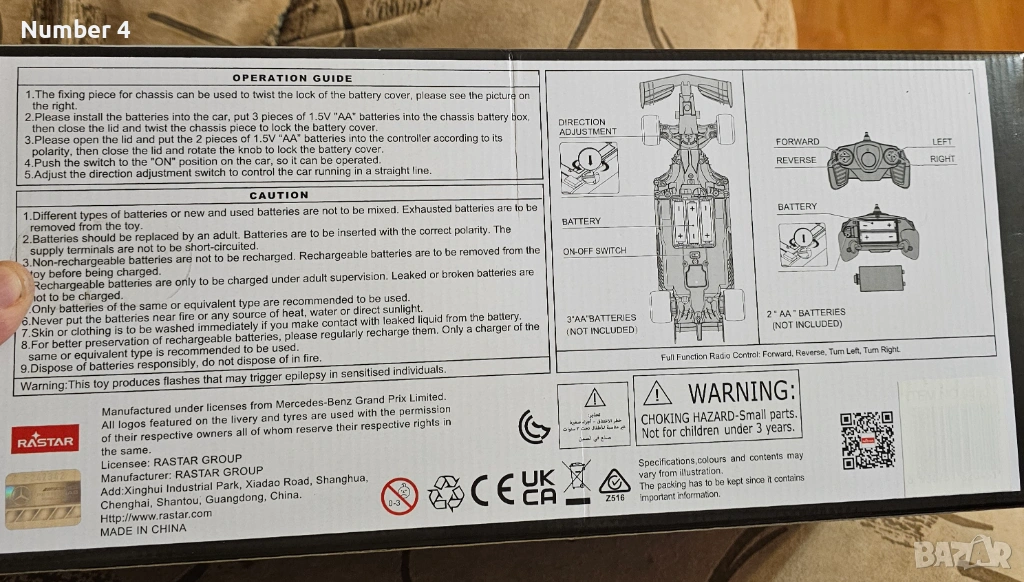 Number 4
OPERATION GUIDE
1.The fixing piece for chassis can be used to twist the lock of the battery cover, please see the picture on
the right.
2.Please install the batteries into the car, put 3 pieces of 1.5V "AA" batteries into the chassis battery box,
then close the lid and twist the chassis piece to lock the battery cover.
3.Please open the lid and put the 2 pieces of 1.5V "AA" batteries into the controller according to its
polarity, then close the lid and rotate the knob to lock the battery cover.
4.Push the switch to the "ON" position on the car, so it can be operated.
5.Adjust the direction adjustment switch to control the car running in a straight line.
CAUTION
1.Different types of batteries or new and used batteries are not to be mixed. Exhausted batteries are to be
removed from the toy.
2.Batteries should be replaced by an adult. Batteries are to be inserted with the correct polarity. The
supply terminals are not to be short-circuited.
3.Non-rechargeable batteries are not to be recharged. Rechargeable batteries are to be removed from the
toy before being charged.
Rechargeable batteries are only to be charged under adult supervision. Leaked or broken batteries are
not to be charged.
Only batteries of the same or equivalent type are recommended to be used.
6.Never put the batteries near fire or any source of heat, water or direct sunlight.
7.Skin or clothing is to be washed immediately if you make contact with leaked liquid from the battery.
8.For better preservation of rechargeable batteries, please regularly recharge them. Only a charger of the
same or equivalent type is recommended to be used.
9.Dispose of batteries responsibly, do not dispose of in fire.
Warning:This toy produces flashes that may trigger epilepsy in sensitised individuals.
DIRECTION
ADJUSTMENT
BATTERY
ON-OFF SWITCH
3"AA"BATTERIES
(NOT INCLUDED)
FORWARD
REVERSE
LEFT
RIGHT
BATTERY
2 " AA " BATTERIES
(NOT INCLUDED)
Full Function Radio Control: Forward, Reverse, Turn Left, Turn Right.
RASTAR
Manufactured under licenses from Mercedes-Benz Grand Prix Limited.
All logos featured on the livery and tyres are used with the permission
of their respective owners all of whom reserve their respective rights in
the same.
Licensee: RASTAR GROUP
Manufacturer: RASTAR GROUP
Add:Xinghui Industrial Park, Xiadao Road, Shanghua,
Chenghai, Shantou, Guangdong, China.
Http://www.rastar.com
MADE IN CHINA
0-3
CE
UK
CA
Z516
WARNING:
CHOKING HAZARD-Small parts.
Not for children under 3 years.
Specifications,colours and contents may
vary from illustration.
The packing has to be kept since it contains
important information.
BAZAR